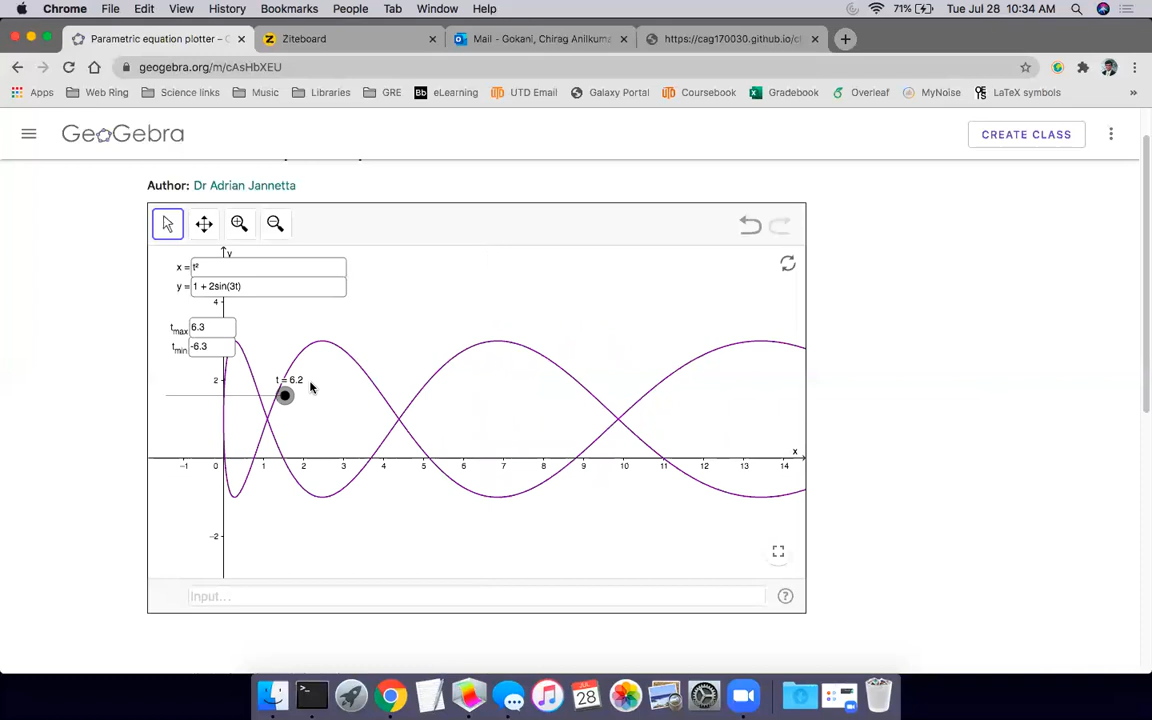 Chrome File Edit View History Bookmarks People Tab Window Help 71% Tue Jul 28 10:34 AM
Parametric equation plotter – G Ziteboard Mail - Gokani, Chirag Anilkuma https://cag170030.github.io/c
geogebra.org/m/cAsHbXEU
Apps Web Ring Science links Music Libraries GRE Bb eLearning UTD Email Galaxy Portal Coursebook Gradebook Overleaf MyNoise LaTeX symbols »
GeoGebra CREATE CLASS
Author: Dr Adrian Jannetta
y
x = t²
y = 1 + 2sin(3t)
4
tmax 6.3
tmin -6.3
2 t = 6.2
x
−1 0 1 2 3 4 5 6 7 8 9 10 11 12 13 14
−2
Input...
JUL
28